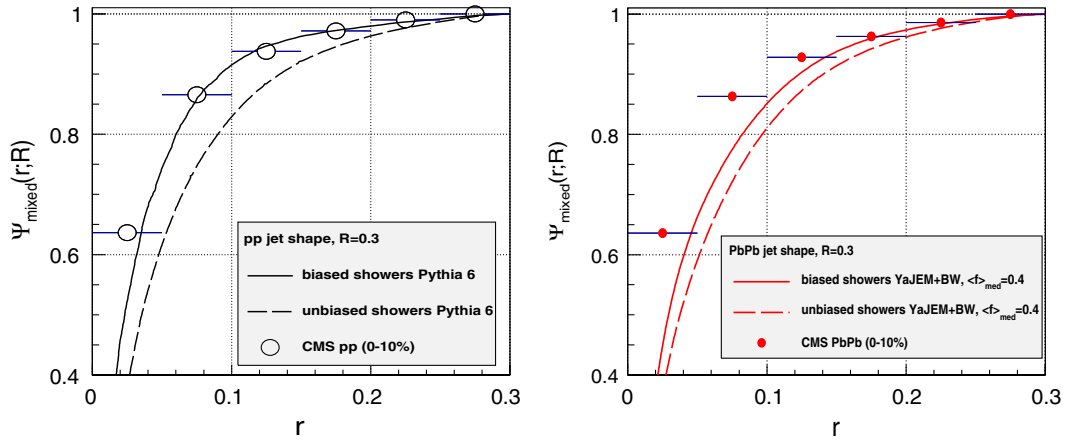 Ψmixed(r;R)
1
0.8
0.6
0.4
pp jet shape, R=0.3
biased showers Pythia 6
unbiased showers Pythia 6
CMS pp (0-10%)
0 0.1 0.2 0.3
r
Ψmixed(r;R)
1
0.8
0.6
0.4
PbPb jet shape, R=0.3
biased showers YaJEM+BW, <f>med=0.4
unbiased showers YaJEM+BW, <f>med=0.4
CMS PbPb (0-10%)
0 0.1 0.2 0.3
r